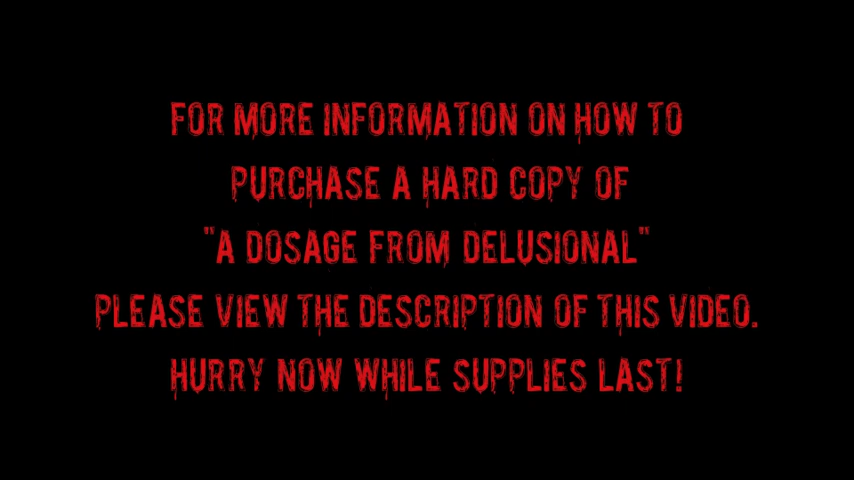 FOR MORE INFORMATION ON HOW TO
PURCHASE A HARD COPY OF
"A DOSAGE FROM DELUSIONAL"
PLEASE VIEW THE DESCRIPTION OF THIS VIDEO.
HURRY NOW WHILE SUPPLIES LAST!